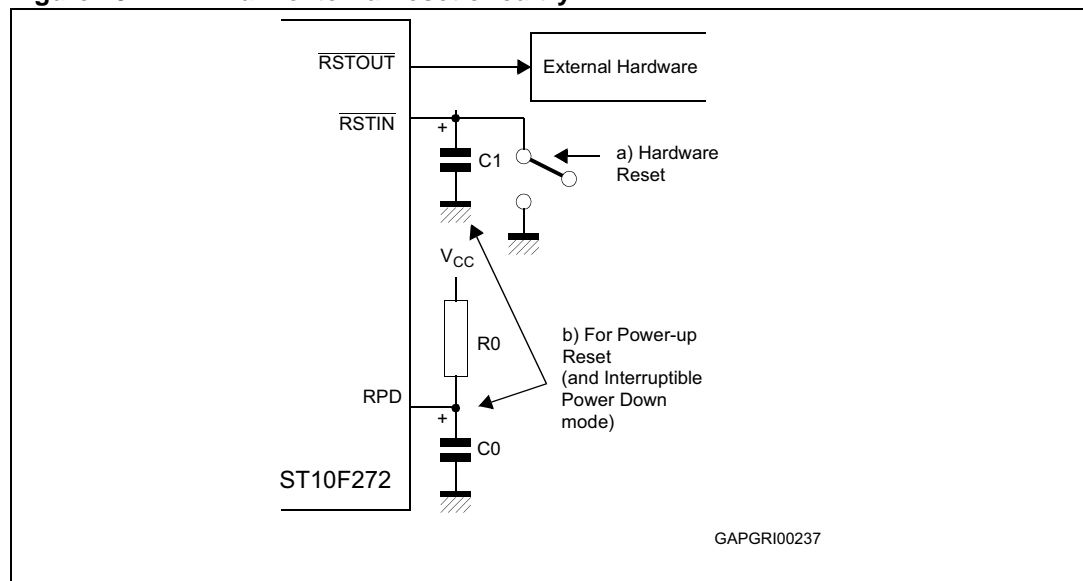 RSTOUT
External Hardware
RSTIN
+
C1
a) Hardware
Reset
VCC
R0
b) For Power-up
Reset
(and Interruptible
Power Down
mode)
RPD
+
C0
ST10F272
GAPGRI00237